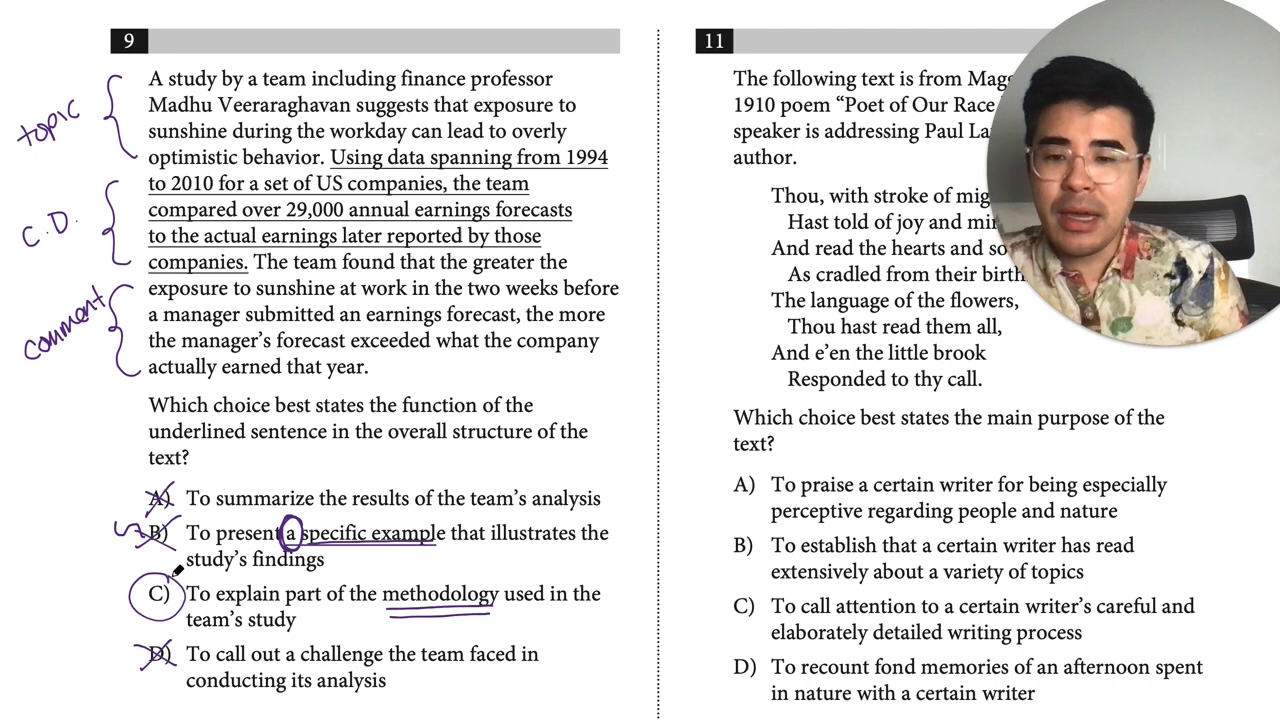 9
topic
C.D.
comment
A study by a team including finance professor
Madhu Veeraraghavan suggests that exposure to
sunshine during the workday can lead to overly
optimistic behavior. Using data spanning from 1994
to 2010 for a set of US companies, the team
compared over 29,000 annual earnings forecasts
to the actual earnings later reported by those
companies. The team found that the greater the
exposure to sunshine at work in the two weeks before
a manager submitted an earnings forecast, the more
the manager's forecast exceeded what the company
actually earned that year.
Which choice best states the function of the
underlined sentence in the overall structure of the
text?
A) To summarize the results of the team's analysis
B) To present a specific example that illustrates the
study's findings
C) To explain part of the methodology used in the
team's study
D) To call out a challenge the team faced in
conducting its analysis
11
The following text is from
1910 poem “Poet of Our Race
speaker is addressing Paul
author.
Thou, with stroke of
Hast told of joy and
And read the hearts and
As cradled from their birth
The language of the flowers,
Thou hast read them all,
And e'en the little brook
Responded to thy call.
Which choice best states the main purpose of the
text?
A) To praise a certain writer for being especially
perceptive regarding people and nature
B) To establish that a certain writer has read
extensively about a variety of topics
C) To call attention to a certain writer's careful and
elaborately detailed writing process
D) To recount fond memories of an afternoon spent
in nature with a certain writer